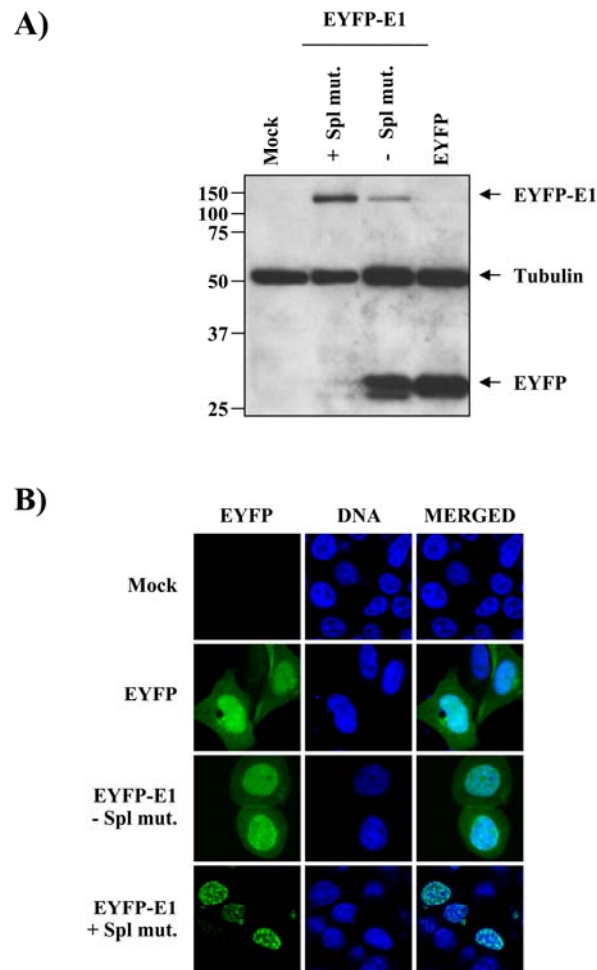 A)
EYFP-E1
Mock
+ Spl mut.
- Spl mut.
EYFP
150
100
75
50
37
25
EYFP-E1
Tubulin
EYFP
B)
EYFP DNA MERGED
Mock
EYFP
EYFP-E1
- Spl mut.
EYFP-E1
+ Spl mut.